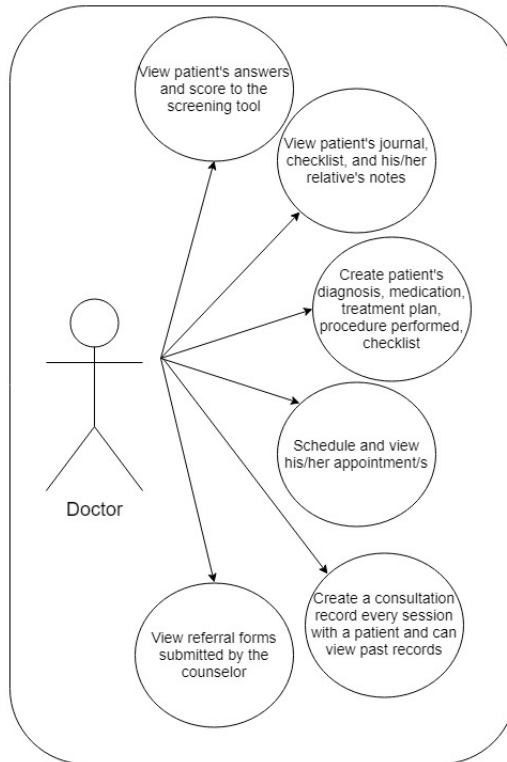 View patient's answers
and score to the
screening tool
View patient's journal,
checklist, and his/her
relative's notes
Create patient's
diagnosis, medication,
treatment plan,
procedure performed,
checklist
Doctor
Schedule and view
his/her appointment/s
Create a consultation
record every session
with a patient and can
view past records
View referral forms
submitted by the
counselor